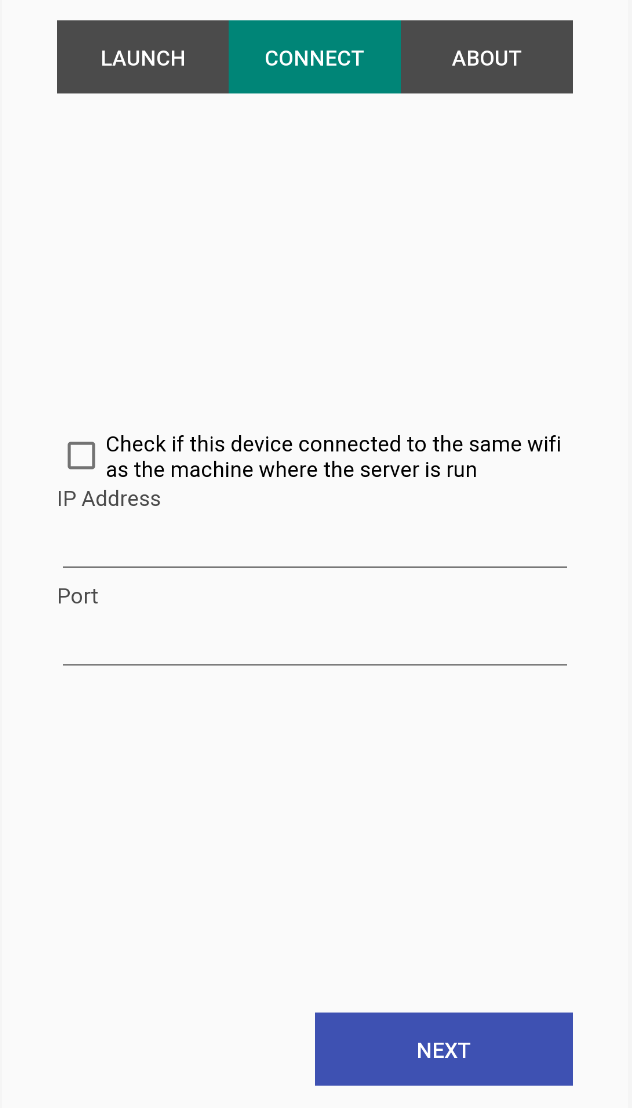 LAUNCH CONNECT ABOUT
Check if this device connected to the same wifi
as the machine where the server is run
IP Address
Port
NEXT